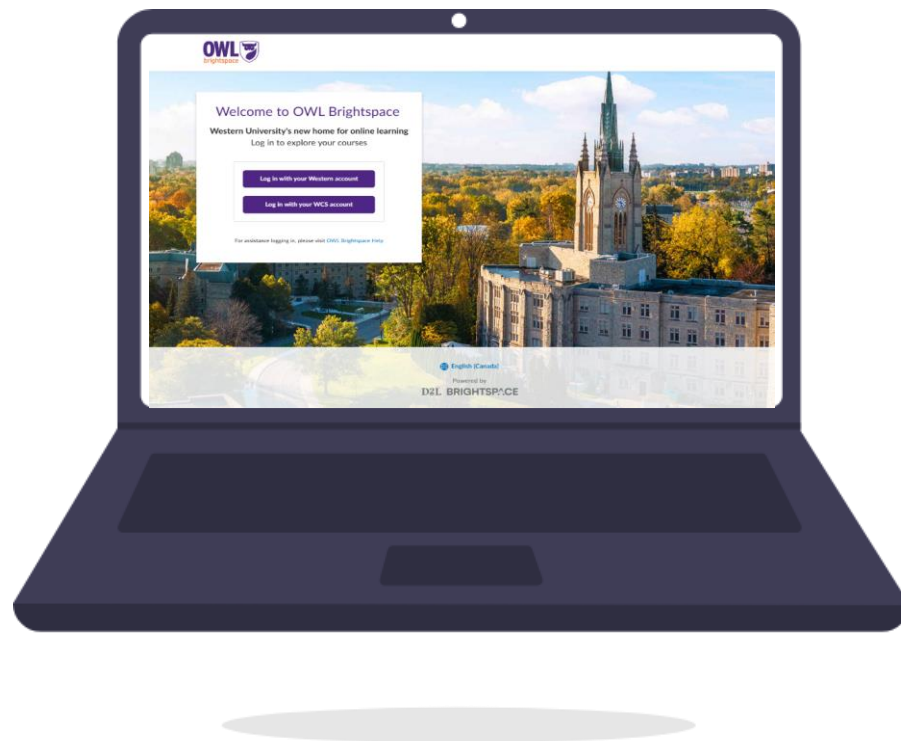 OWL
brightspace
Welcome to OWL Brightspace
Western University's new home for online learning
Log in to explore your courses
Log in with your Western account
Log in with your WCS account
For assistance logging in, please visit OWL Brightspace Help.
English (Canada)
Powered by
D2L BRIGHTSPACE